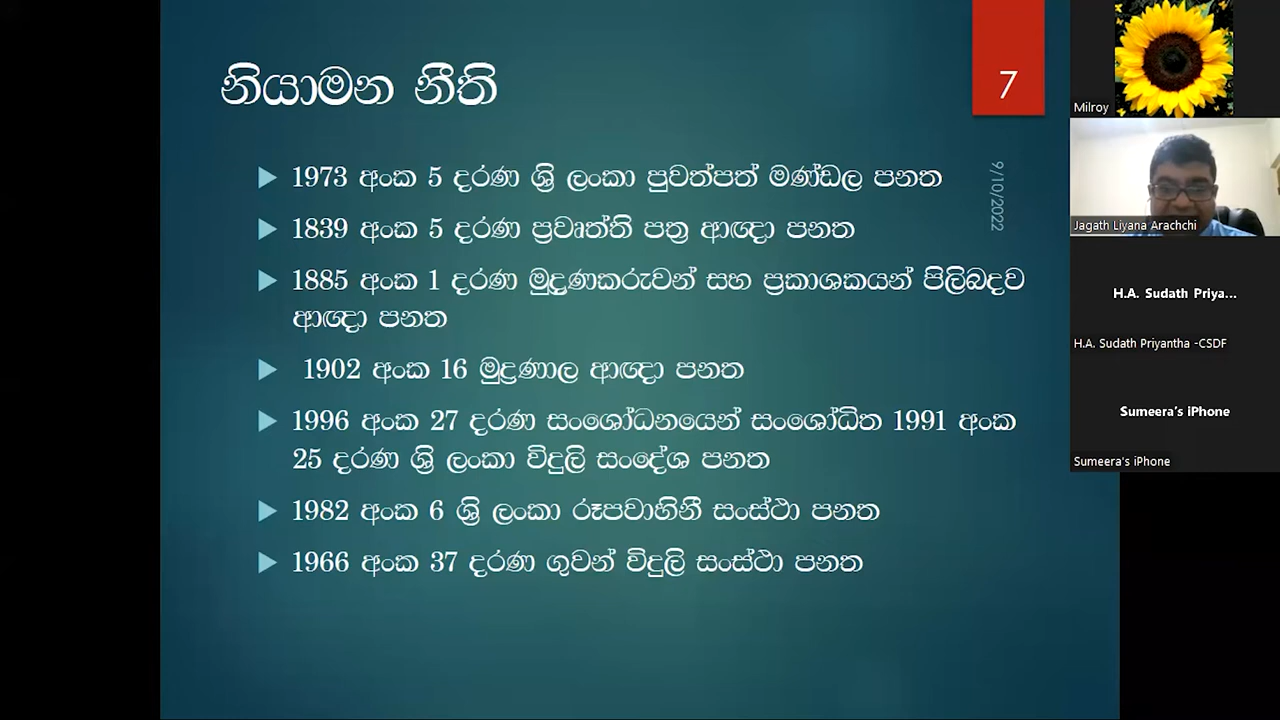 නියාමන නීති
7
9/10/2022
1973 අංක 5 දරණ ශ්‍රි ලංකා පුවත්පත් මණ්ඩල පනත
1839 අංක 5 දරණ ප්‍රවෘත්ති පත්‍ර ආඥා පනත
1885 අංක 1 දරණ මුද්‍රණකරුවන් සහ ප්‍රකාශකයන් පිලිබදව
ආඥා පනත
1902 අංක 16 මුද්‍රණාල ආඥා පනත
1996 අංක 27 දරණ සංශෝධනයෙන් සංශෝධිත 1991 අංක
25 දරණ ශ්‍රි ලංකා විදුලි සංදේශ පනත
1982 අංක 6 ශ්‍රි ලංකා රූපවාහිනී සංස්ථා පනත
1966 අංක 37 දරණ ගුවන් විදුලි සංස්ථා පනත
Milroy
Jagath Liyana Arachchi
H.A. Sudath Priya...
H.A. Sudath Priyantha -CSDF
Sumeera's iPhone
Sumeera's iPhone